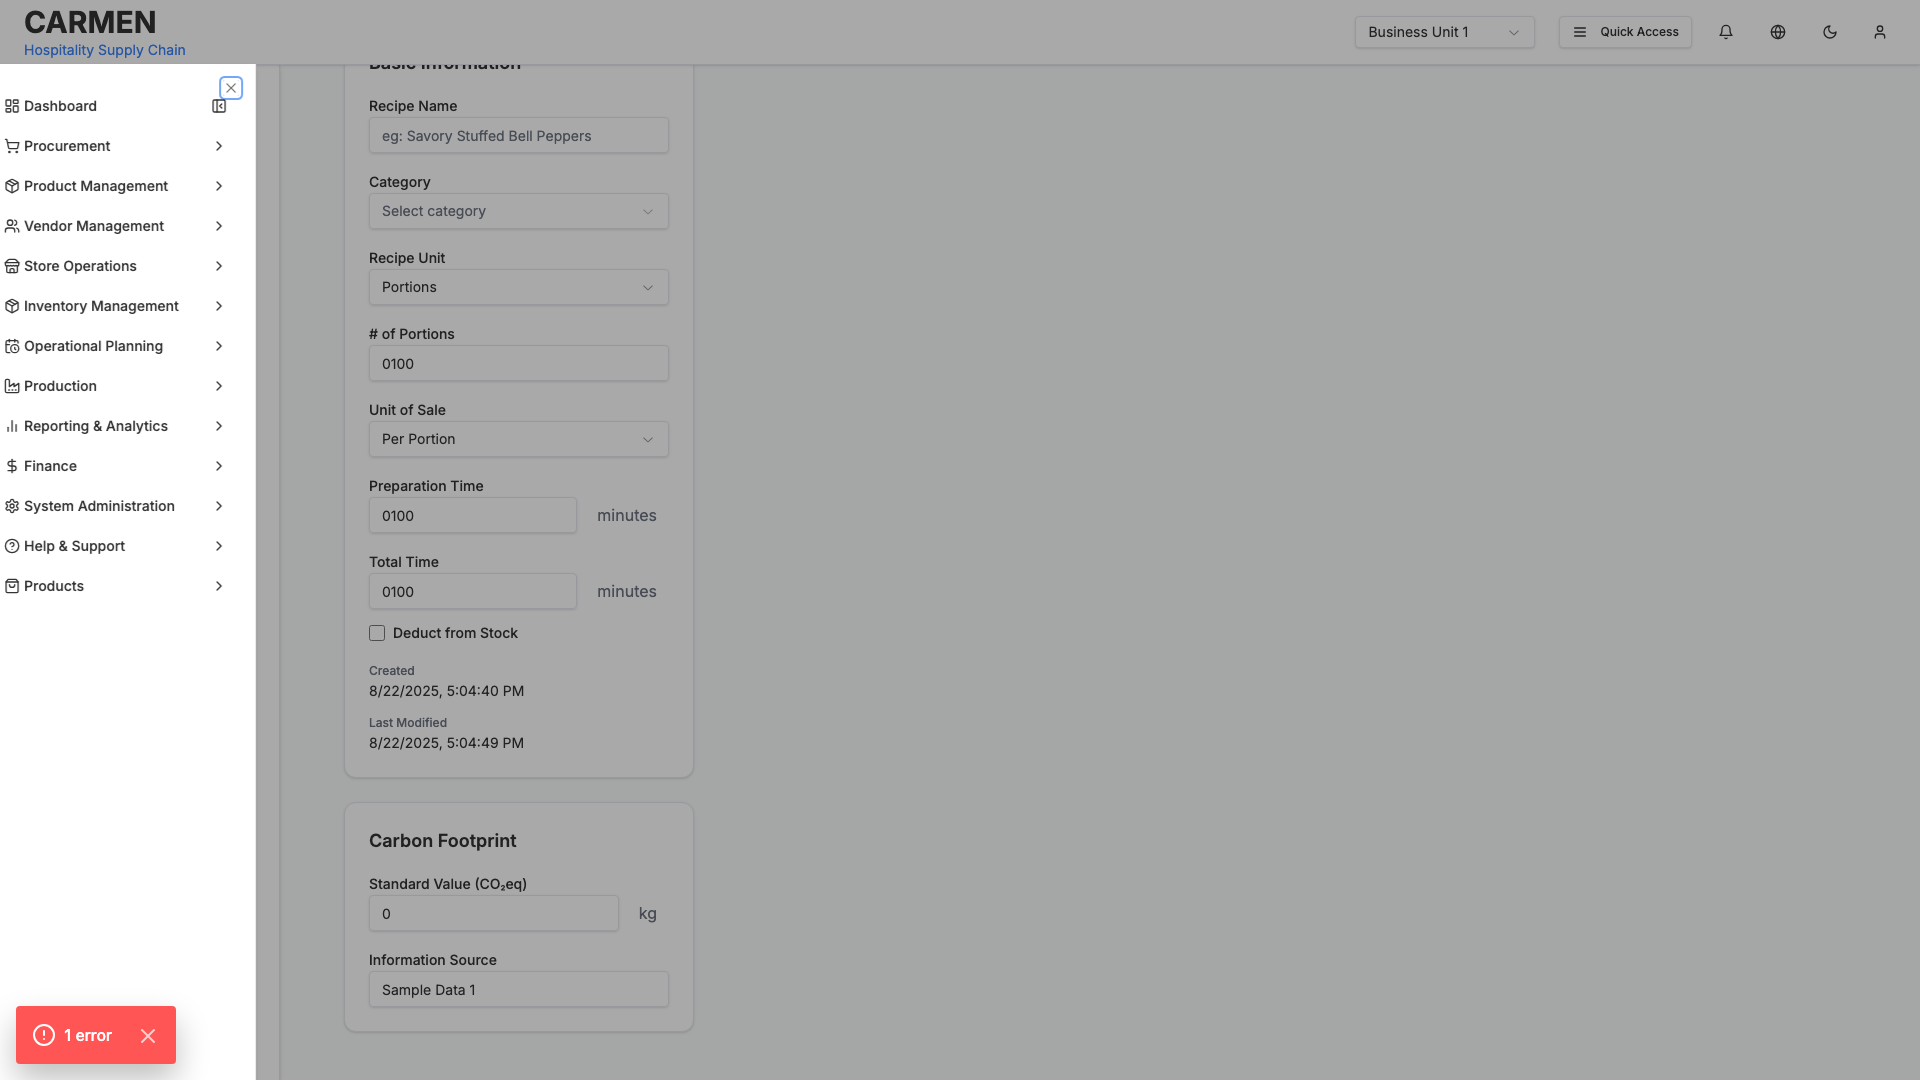 CARMEN
Hospitality Supply Chain
Business Unit 1
Quick Access
Dashboard
Procurement
Product Management
Vendor Management
Store Operations
Inventory Management
Operational Planning
Production
Reporting & Analytics
Finance
System Administration
Help & Support
Products
1 error
Basic Information
Recipe Name
eg: Savory Stuffed Bell Peppers
Category
Select category
Recipe Unit
Portions
# of Portions
0100
Unit of Sale
Per Portion
Preparation Time
0100 minutes
Total Time
0100 minutes
Deduct from Stock
Created
8/22/2025, 5:04:40 PM
Last Modified
8/22/2025, 5:04:49 PM
Carbon Footprint
Standard Value (CO₂eq)
0 kg
Information Source
Sample Data 1